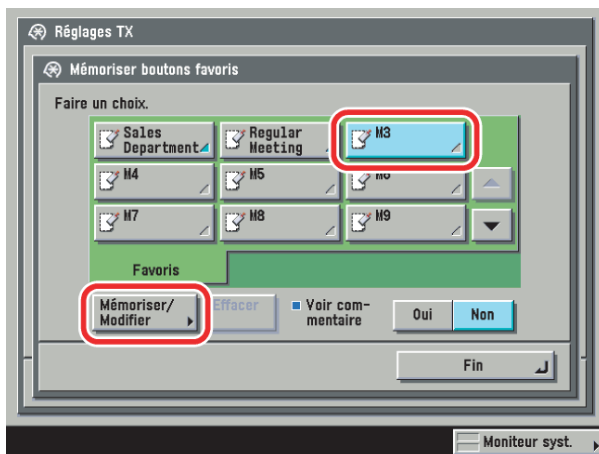 Réglages TX
Mémoriser boutons favoris
Faire un choix.
Sales
Department
Regular
Meeting
M3
M4
M5
M6
M7
M8
M9
Favoris
Mémoriser/
Modifier
Effacer
Voir com-
mentaire
Oui
Non
Fin
Moniteur syst.